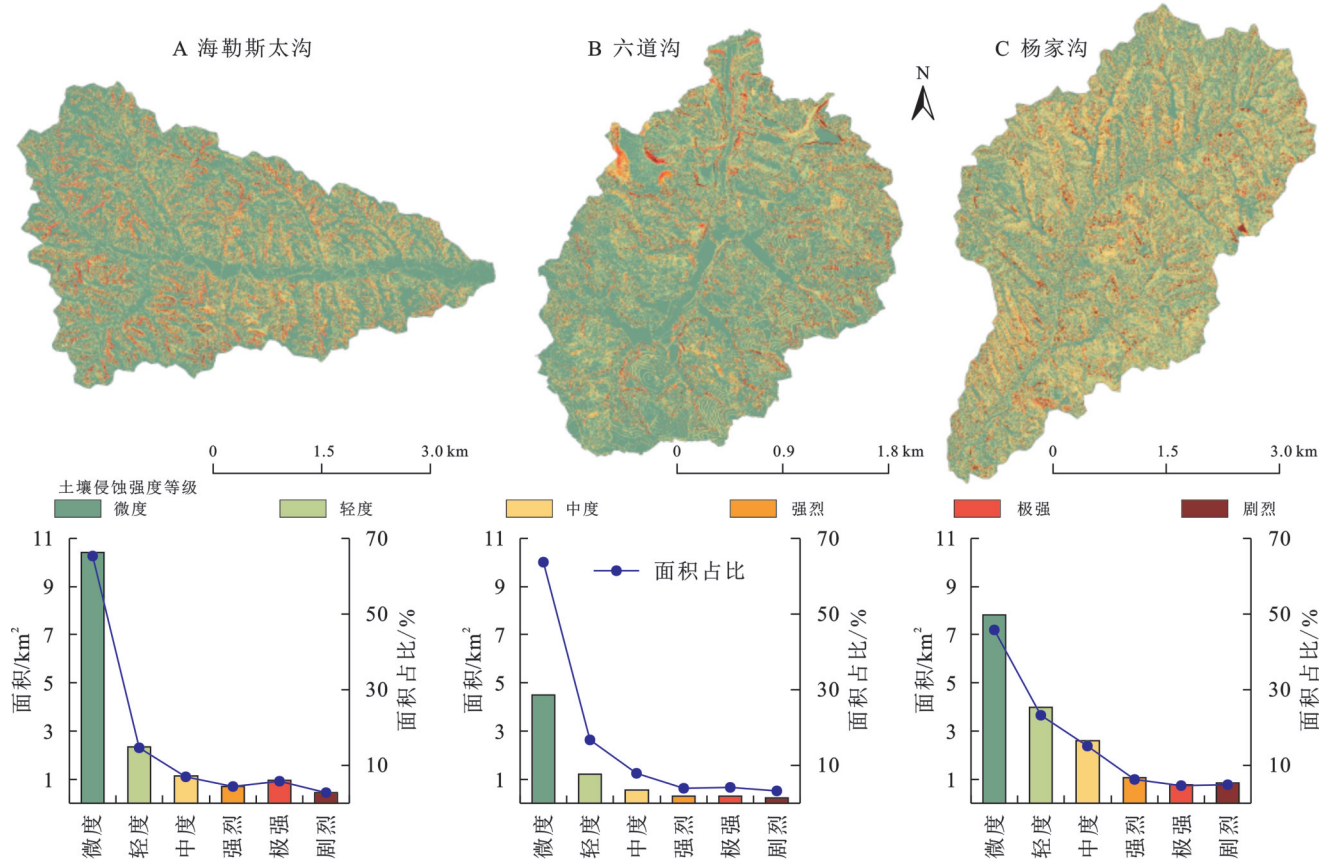 A 海勒斯太沟
B 六道沟
C 杨家沟
N
0 1.5 3.0 km
0 0.9 1.8 km
0 1.5 3.0 km
土壤侵蚀强度等级
微度 轻度 中度 强烈 极强 剧烈
面积/km²
11
9
7
5
3
1
70
50
30
10
面积占比/%
微度 轻度 中度 强烈 极强 剧烈
面积/km²
11
9
7
5
3
1
面积占比
70
50
30
10
面积占比/%
微度 轻度 中度 强烈 极强 剧烈
面积/km²
11
9
7
5
3
1
70
50
30
10
面积占比/%
微度 轻度 中度 强烈 极强 剧烈